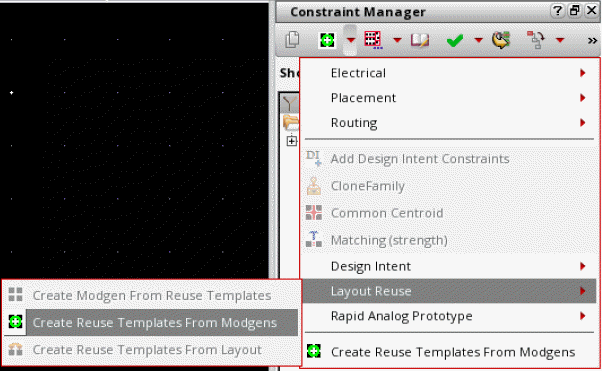 Constraint Manager
Sho
Electrical
Placement
Routing
DI Add Design Intent Constraints
CloneFamily
Common Centroid
Matching (strength)
Design Intent
Layout Reuse
Rapid Analog Prototype
Create Reuse Templates From Modgens
Create Modgen From Reuse Templates
Create Reuse Templates From Modgens
Create Reuse Templates From Layout